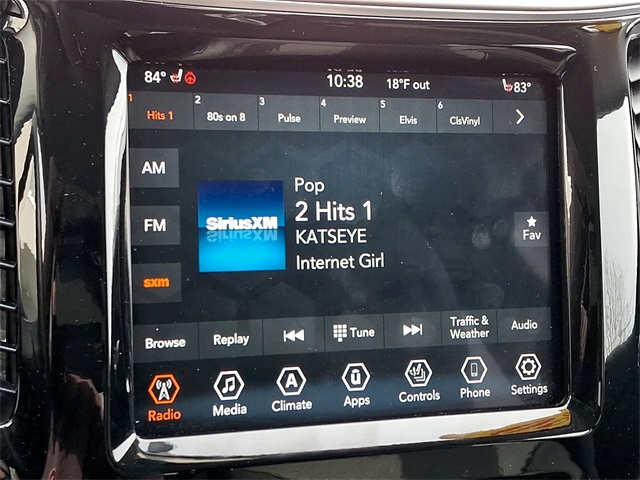 84° 10:38 18°F out 83°
1 Hits 1 2 80s on 8 3 Pulse 4 Preview 5 Elvis 6 ClsVinyl
AM
FM
sxm
SiriusXM
Pop
2 Hits 1
KATSEYE
Internet Girl
Fav
Browse Replay Tune Traffic & Weather Audio
A
Radio Media Climate Apps Controls Phone Settings